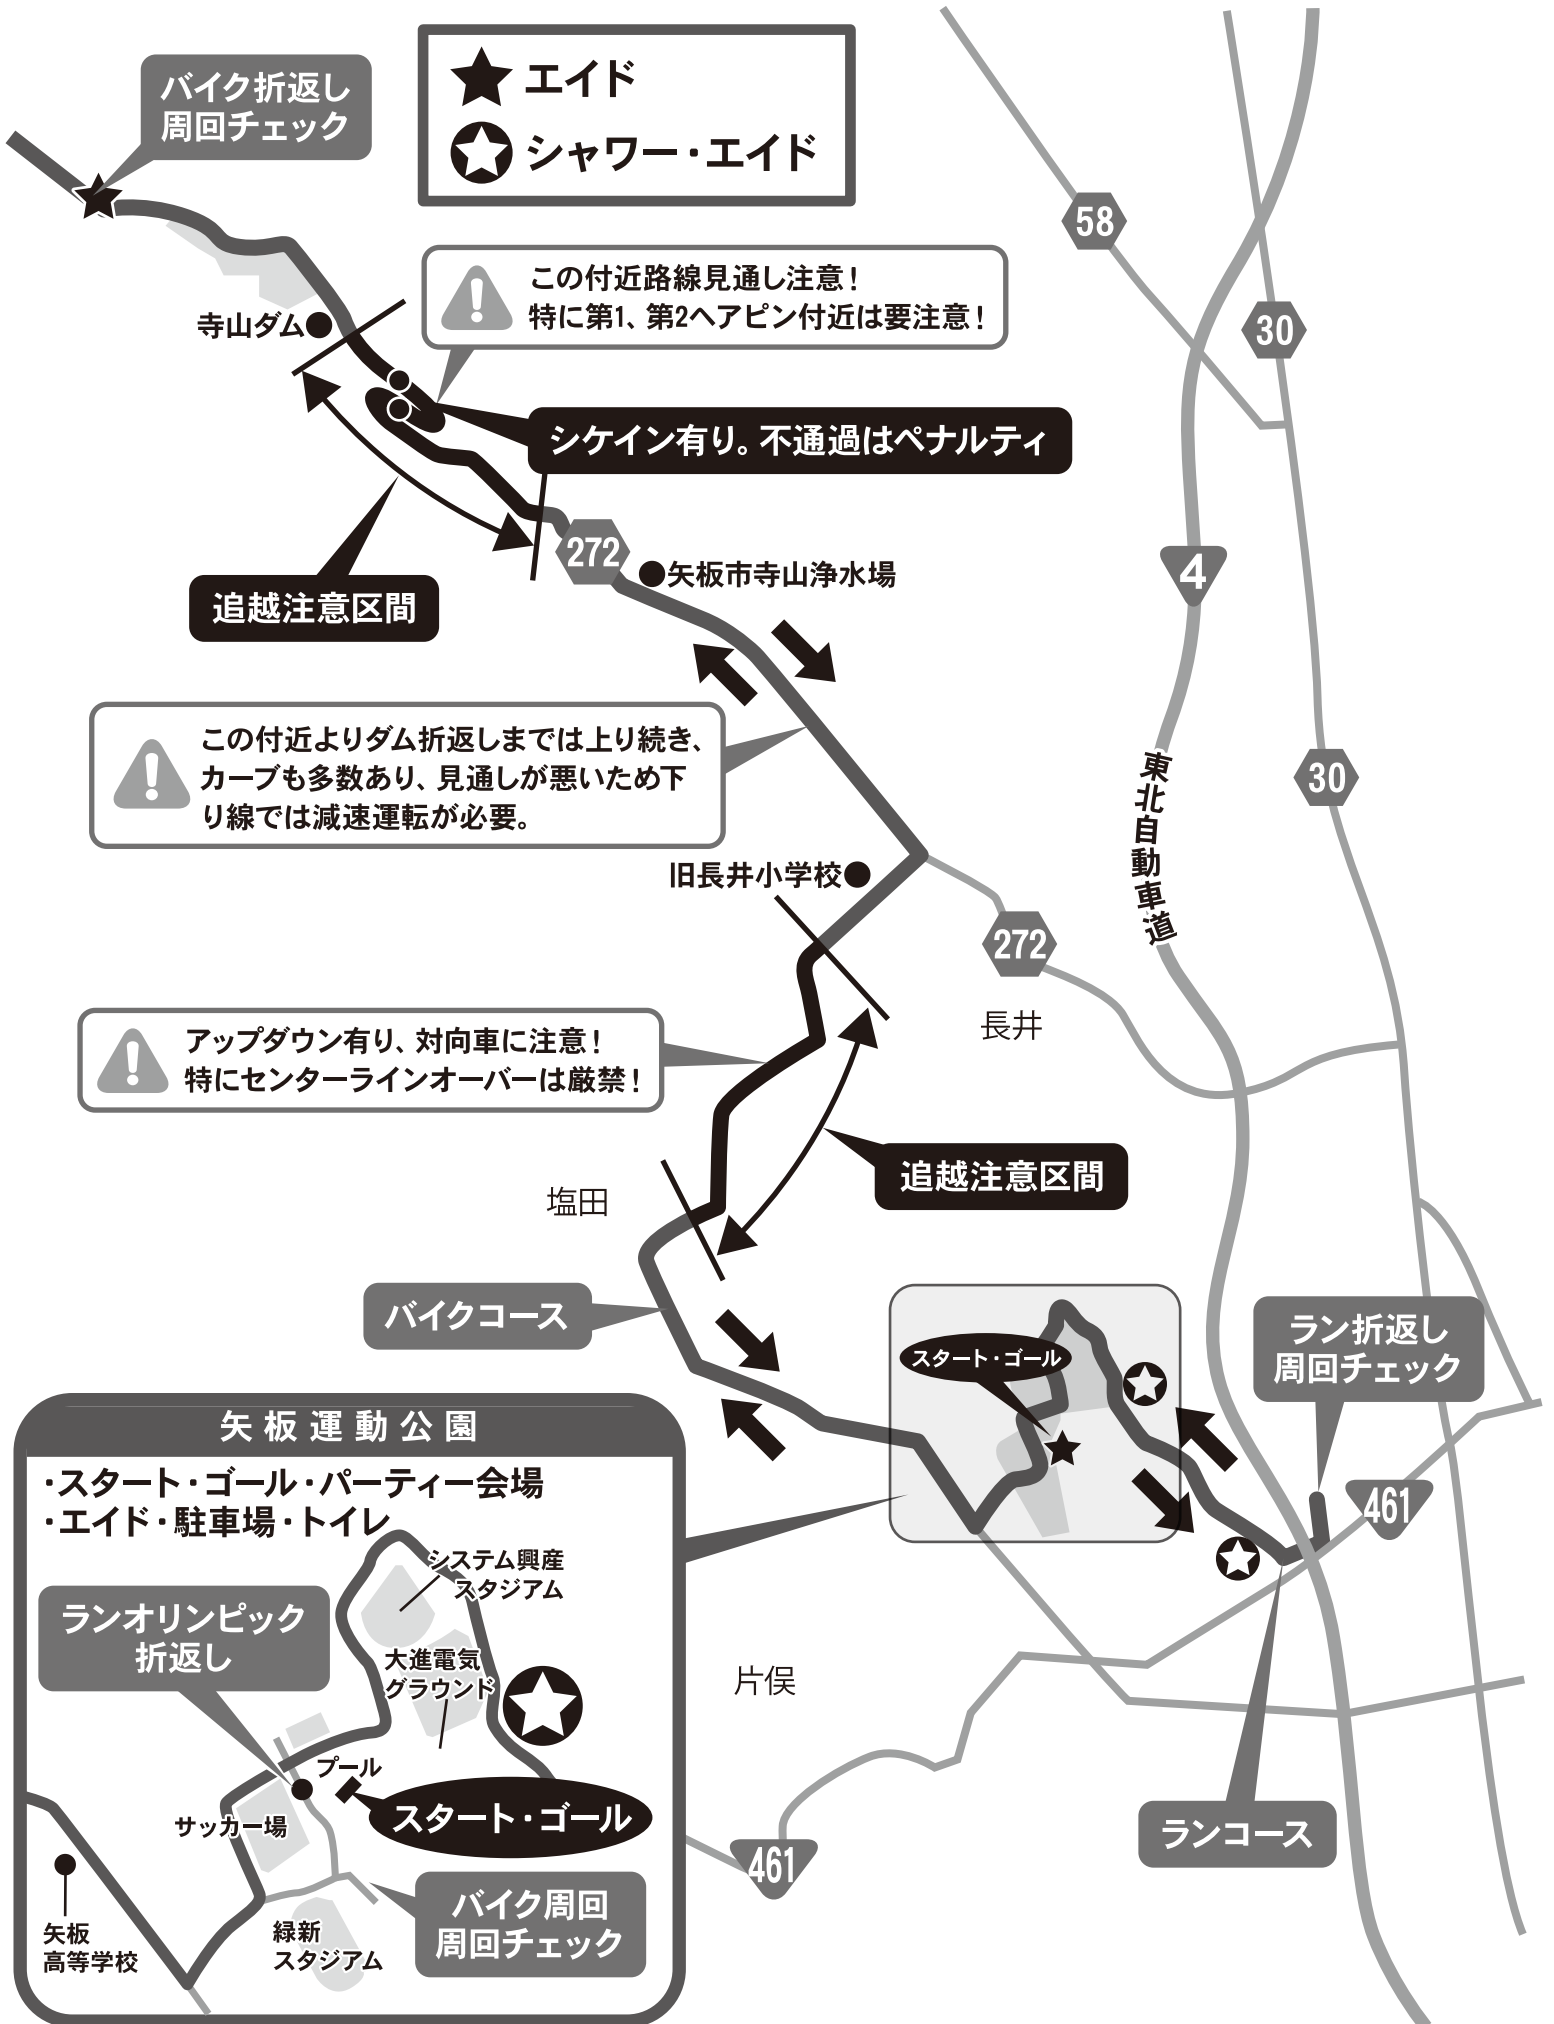 エイド
シャワー・エイド
バイク折返し
周回チェック
58
30
この付近路線見通し注意！
特に第1、第2ヘアピン付近は要注意！
寺山ダム
シケイン有り。不通過はペナルティ
272
矢板市寺山浄水場
4
追越注意区間
この付近よりダム折返しまでは上り続き、
カーブも多数あり、見通しが悪いため下
り線では減速運転が必要。
東北自動車道
30
旧長井小学校
272
長井
アップダウン有り、対向車に注意！
特にセンターラインオーバーは厳禁！
追越注意区間
塩田
バイクコース
スタート・ゴール
ラン折返し
周回チェック
461
矢板運動公園
・スタート・ゴール・パーティー会場
・エイド・駐車場・トイレ
システム興産
スタジアム
ランオリンピック
折返し
大進電気
グラウンド
プール
スタート・ゴール
サッカー場
矢板
高等学校
緑新
スタジアム
バイク周回
周回チェック
片俣
461
ランコース